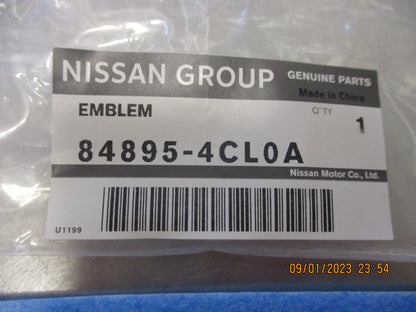 NISSAN GROUP GENUINE PARTS
Made in China
EMBLEM Q'TY 1
84895-4CL0A
Nissan Motor Co., Ltd.
U1199
09/01/2023 23:54